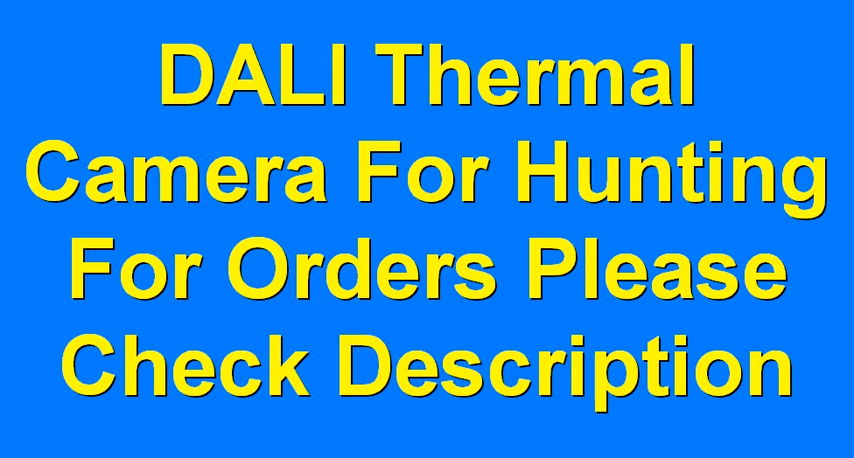 DALI Thermal
Camera For Hunting
For Orders Please
Check Description